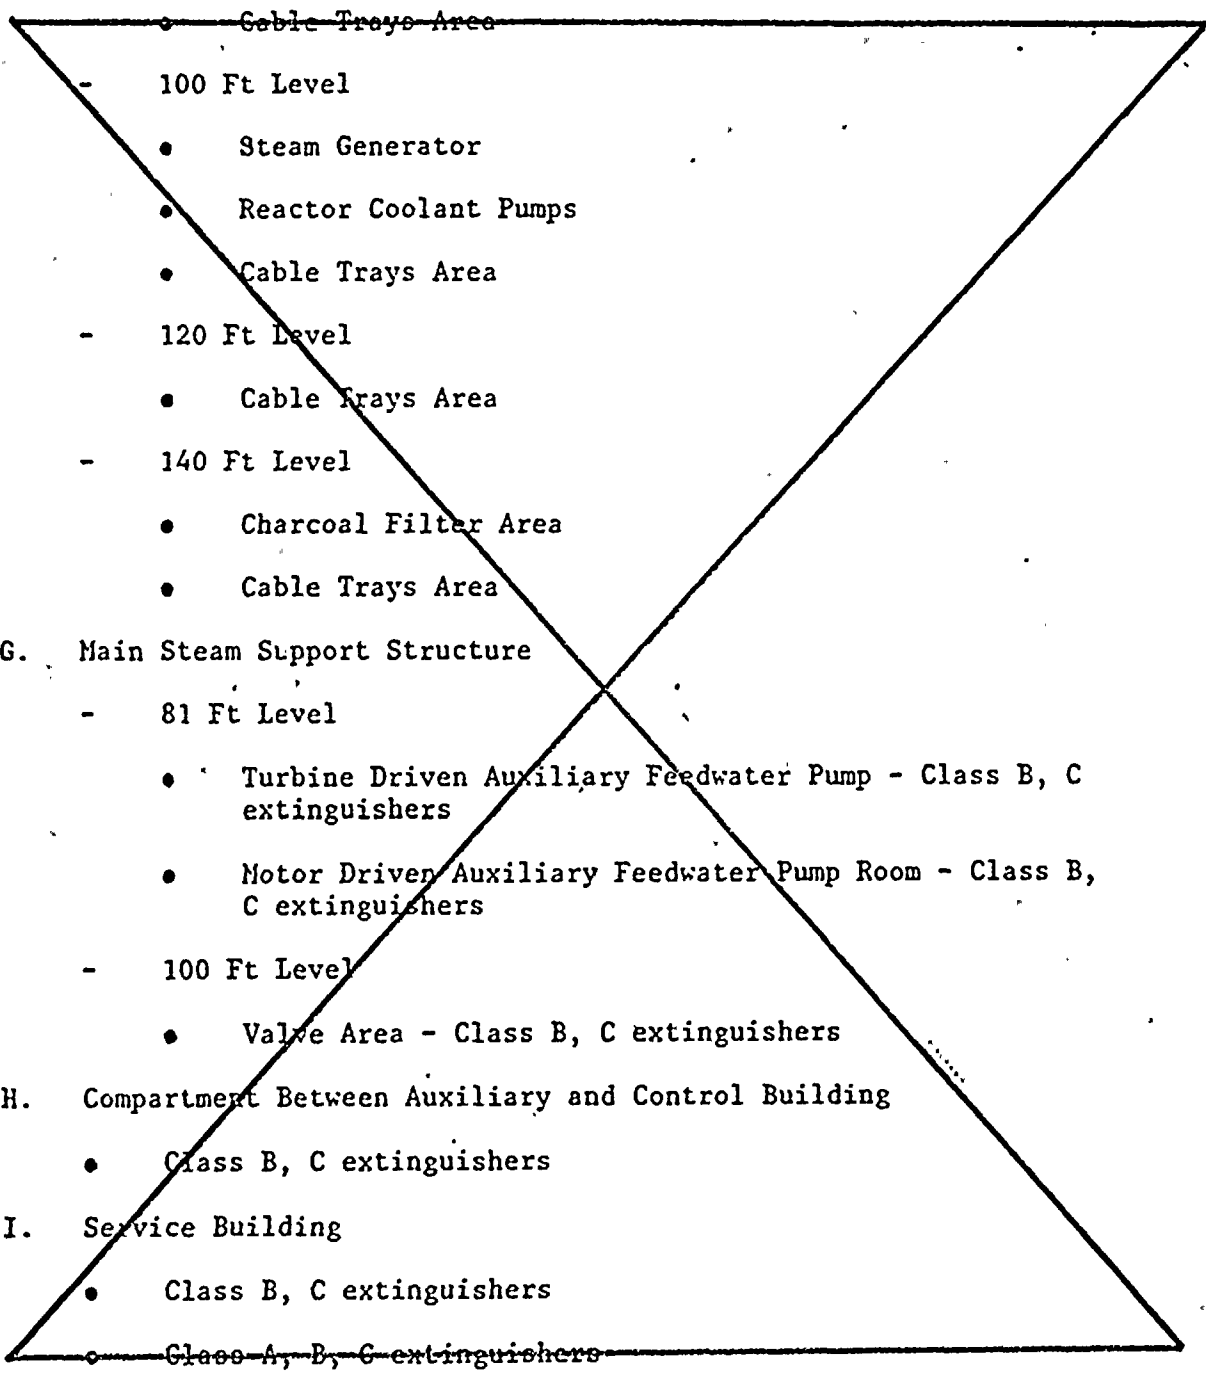 • Cable Trays Area
- 100 Ft Level
• Steam Generator
• Reactor Coolant Pumps
• Cable Trays Area
- 120 Ft Level
• Cable Trays Area
- 140 Ft Level
• Charcoal Filter Area
• Cable Trays Area
G. Main Steam Support Structure
- 81 Ft Level
• Turbine Driven Auxiliary Feedwater Pump - Class B, C
extinguishers
• Motor Driven Auxiliary Feedwater Pump Room - Class B,
C extinguishers
- 100 Ft Level
• Valve Area - Class B, C extinguishers
H. Compartment Between Auxiliary and Control Building
• Class B, C extinguishers
I. Service Building
• Class B, C extinguishers
• Class A, B, C extinguishers